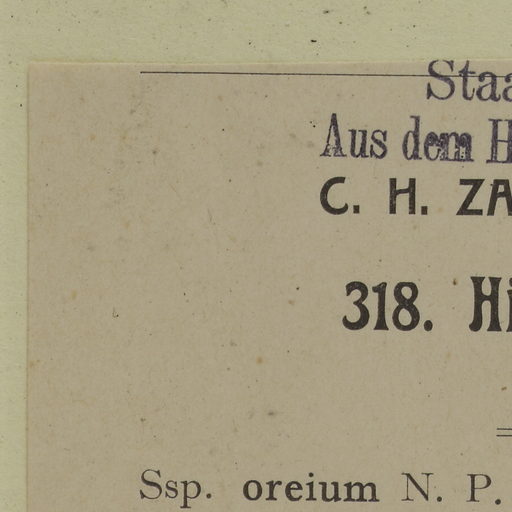 Staa
Aus dem H
C. H. ZA
318. Hi
Ssp. oreium N. P.